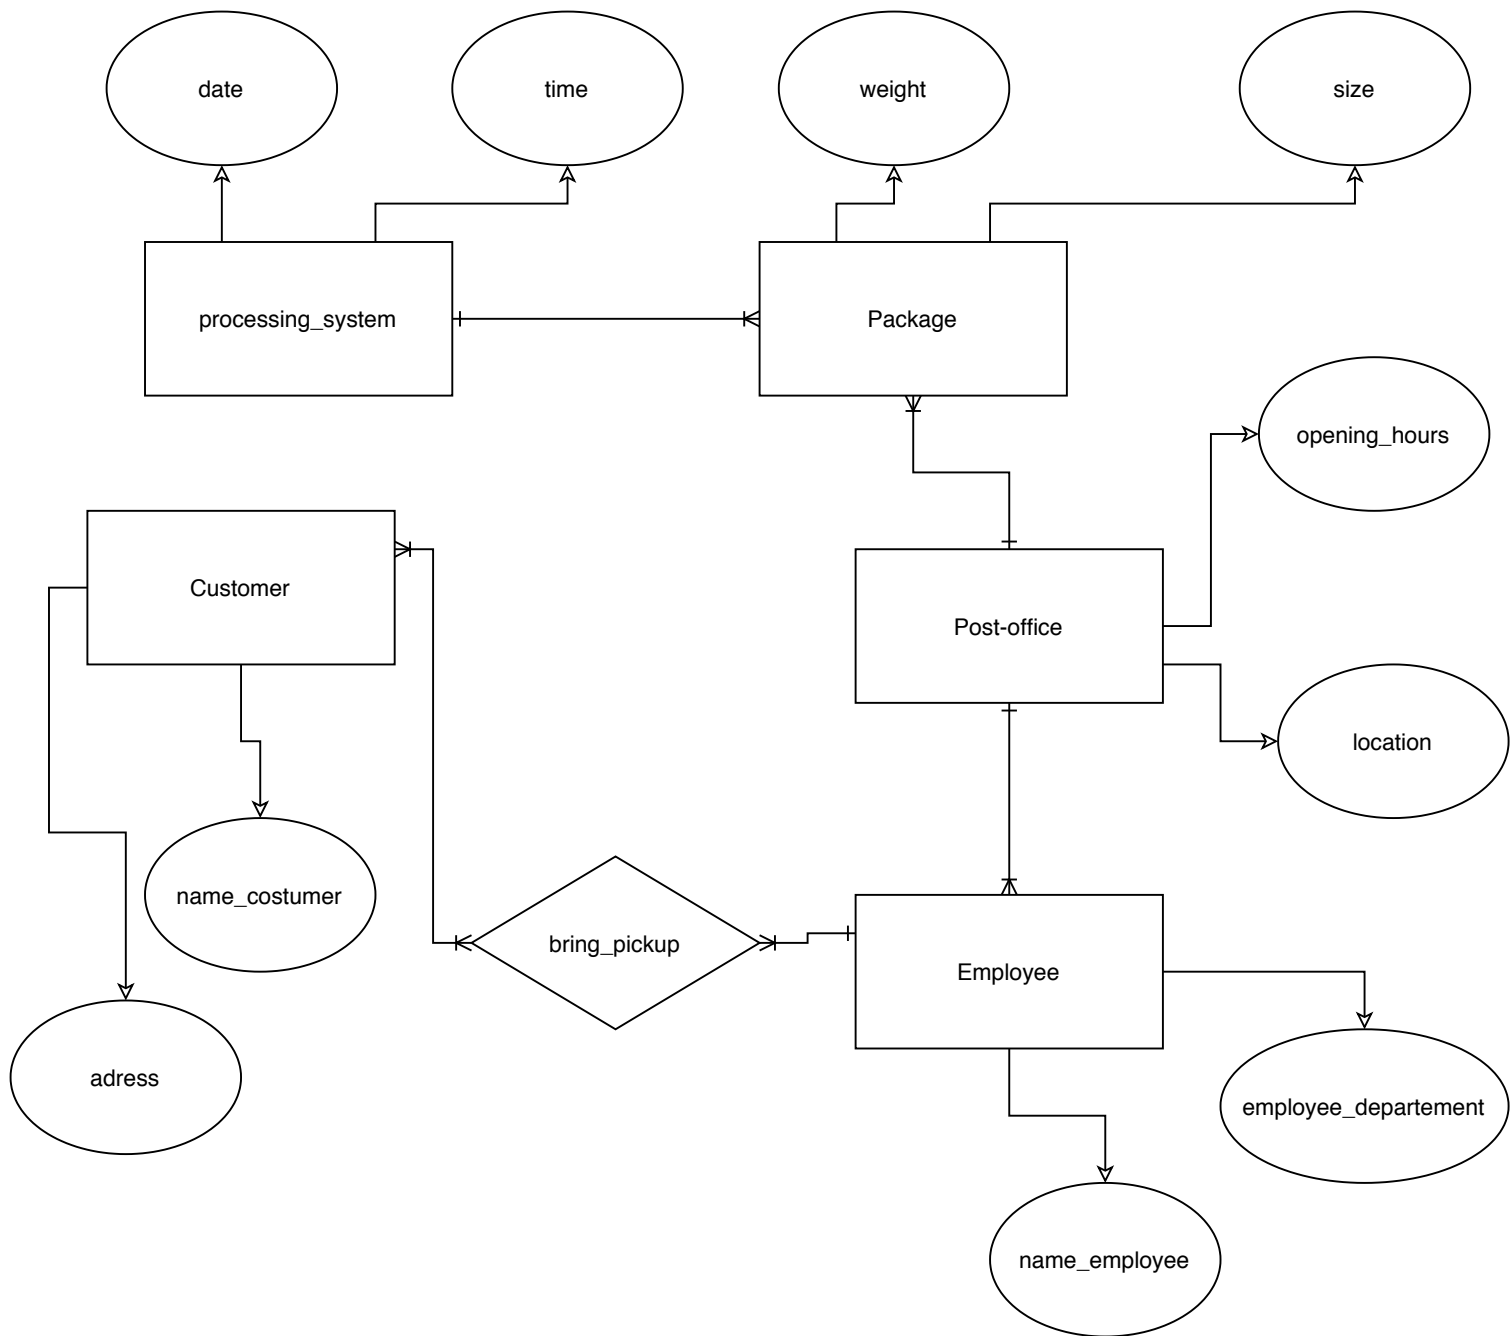 date
time
weight
size
processing_system
Package
opening_hours
Customer
Post-office
location
name_costumer
bring_pickup
Employee
adress
employee_departement
name_employee